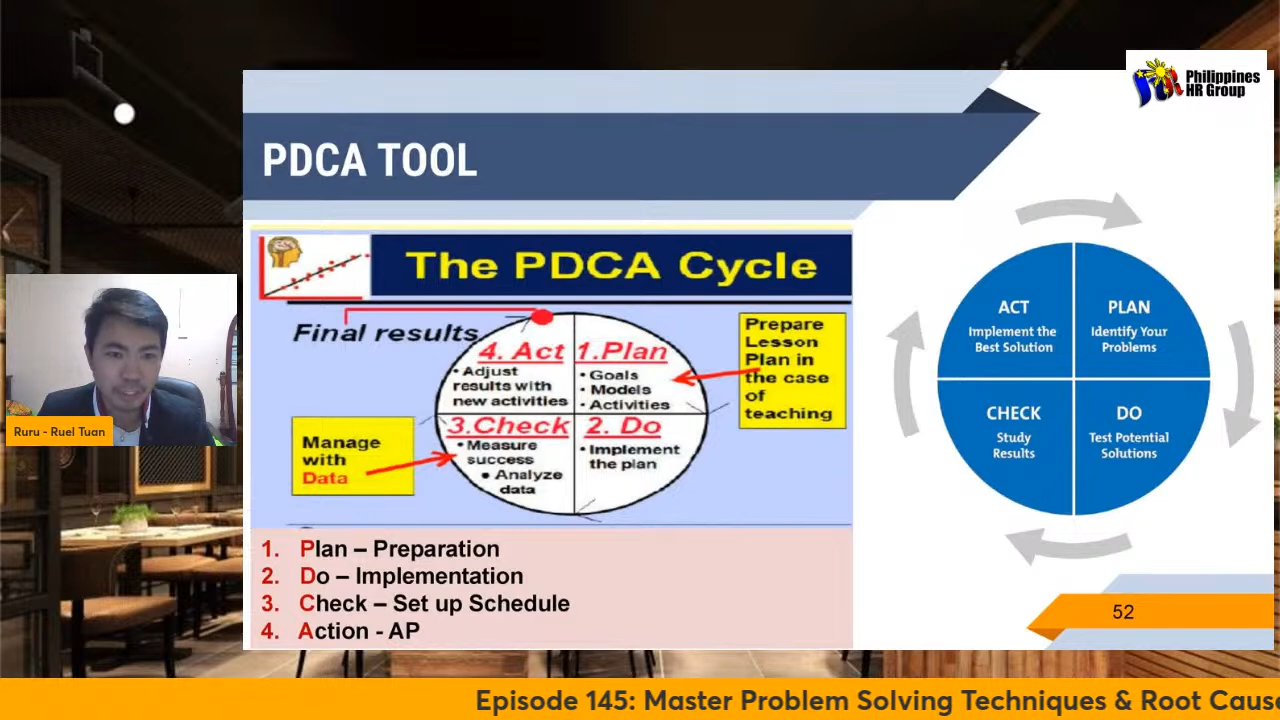 Philippines
HR Group
PDCA TOOL
The PDCA Cycle
Final results
4. Act
• Adjust
results with
new activities
1.Plan
• Goals
• Models
• Activities
Prepare
Lesson
Plan in
the case
of
teaching
3.Check
• Measure
success
• Analyze
data
2. Do
• Implement
the plan
Manage
with
Data
1. Plan – Preparation
2. Do – Implementation
3. Check – Set up Schedule
4. Action - AP
ACT
Implement the
Best Solution
PLAN
Identify Your
Problems
CHECK
Study
Results
DO
Test Potential
Solutions
52
Ruru - Ruel Tuan
Episode 145: Master Problem Solving Techniques & Root Caus